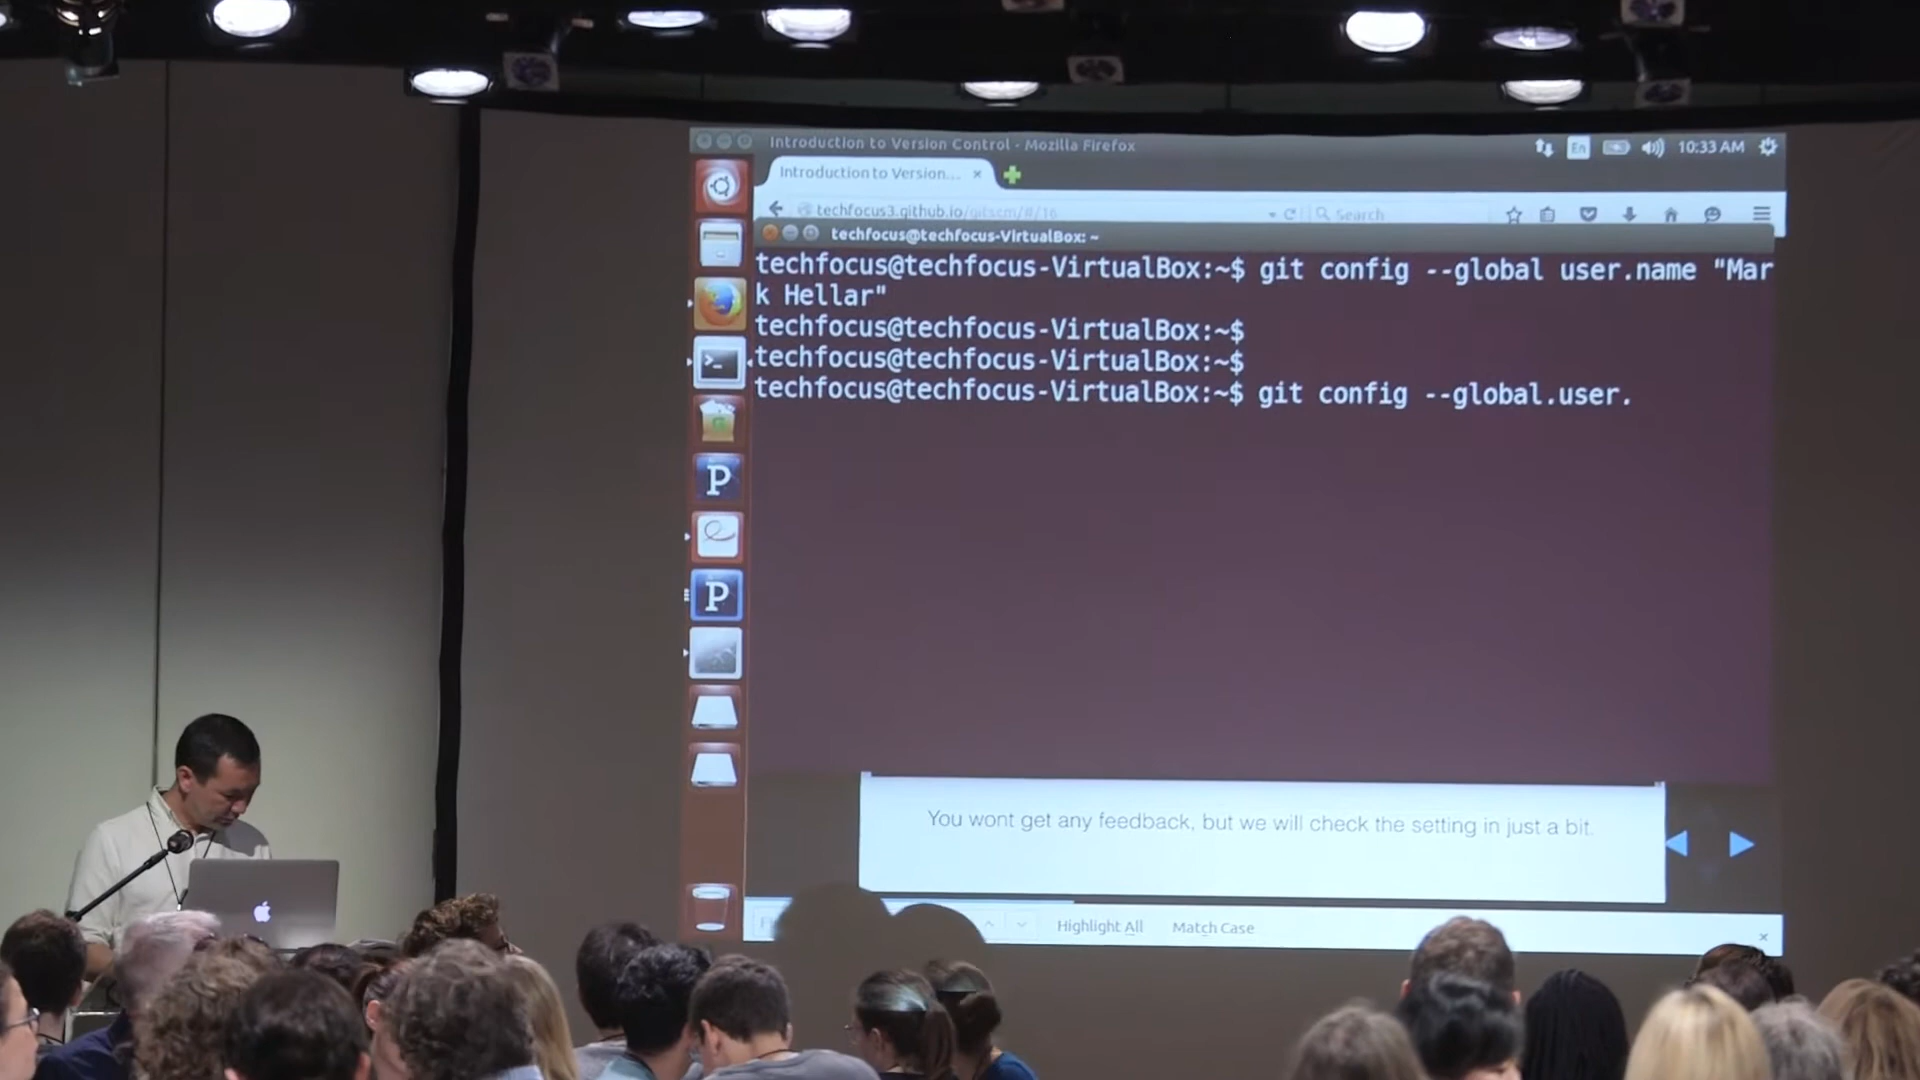 Introduction to Version Control - Mozilla Firefox
En
10:33 AM
Introduction to Version...
techfocus3.github.io/gitscm/#/16
Search
techfocus@techfocus-VirtualBox: ~
techfocus@techfocus-VirtualBox:~$ git config --global user.name "Mar
k Hellar"
techfocus@techfocus-VirtualBox:~$
techfocus@techfocus-VirtualBox:~$
techfocus@techfocus-VirtualBox:~$ git config --global.user.
P
P
You wont get any feedback, but we will check the setting in just a bit.
Highlight All
Match Case